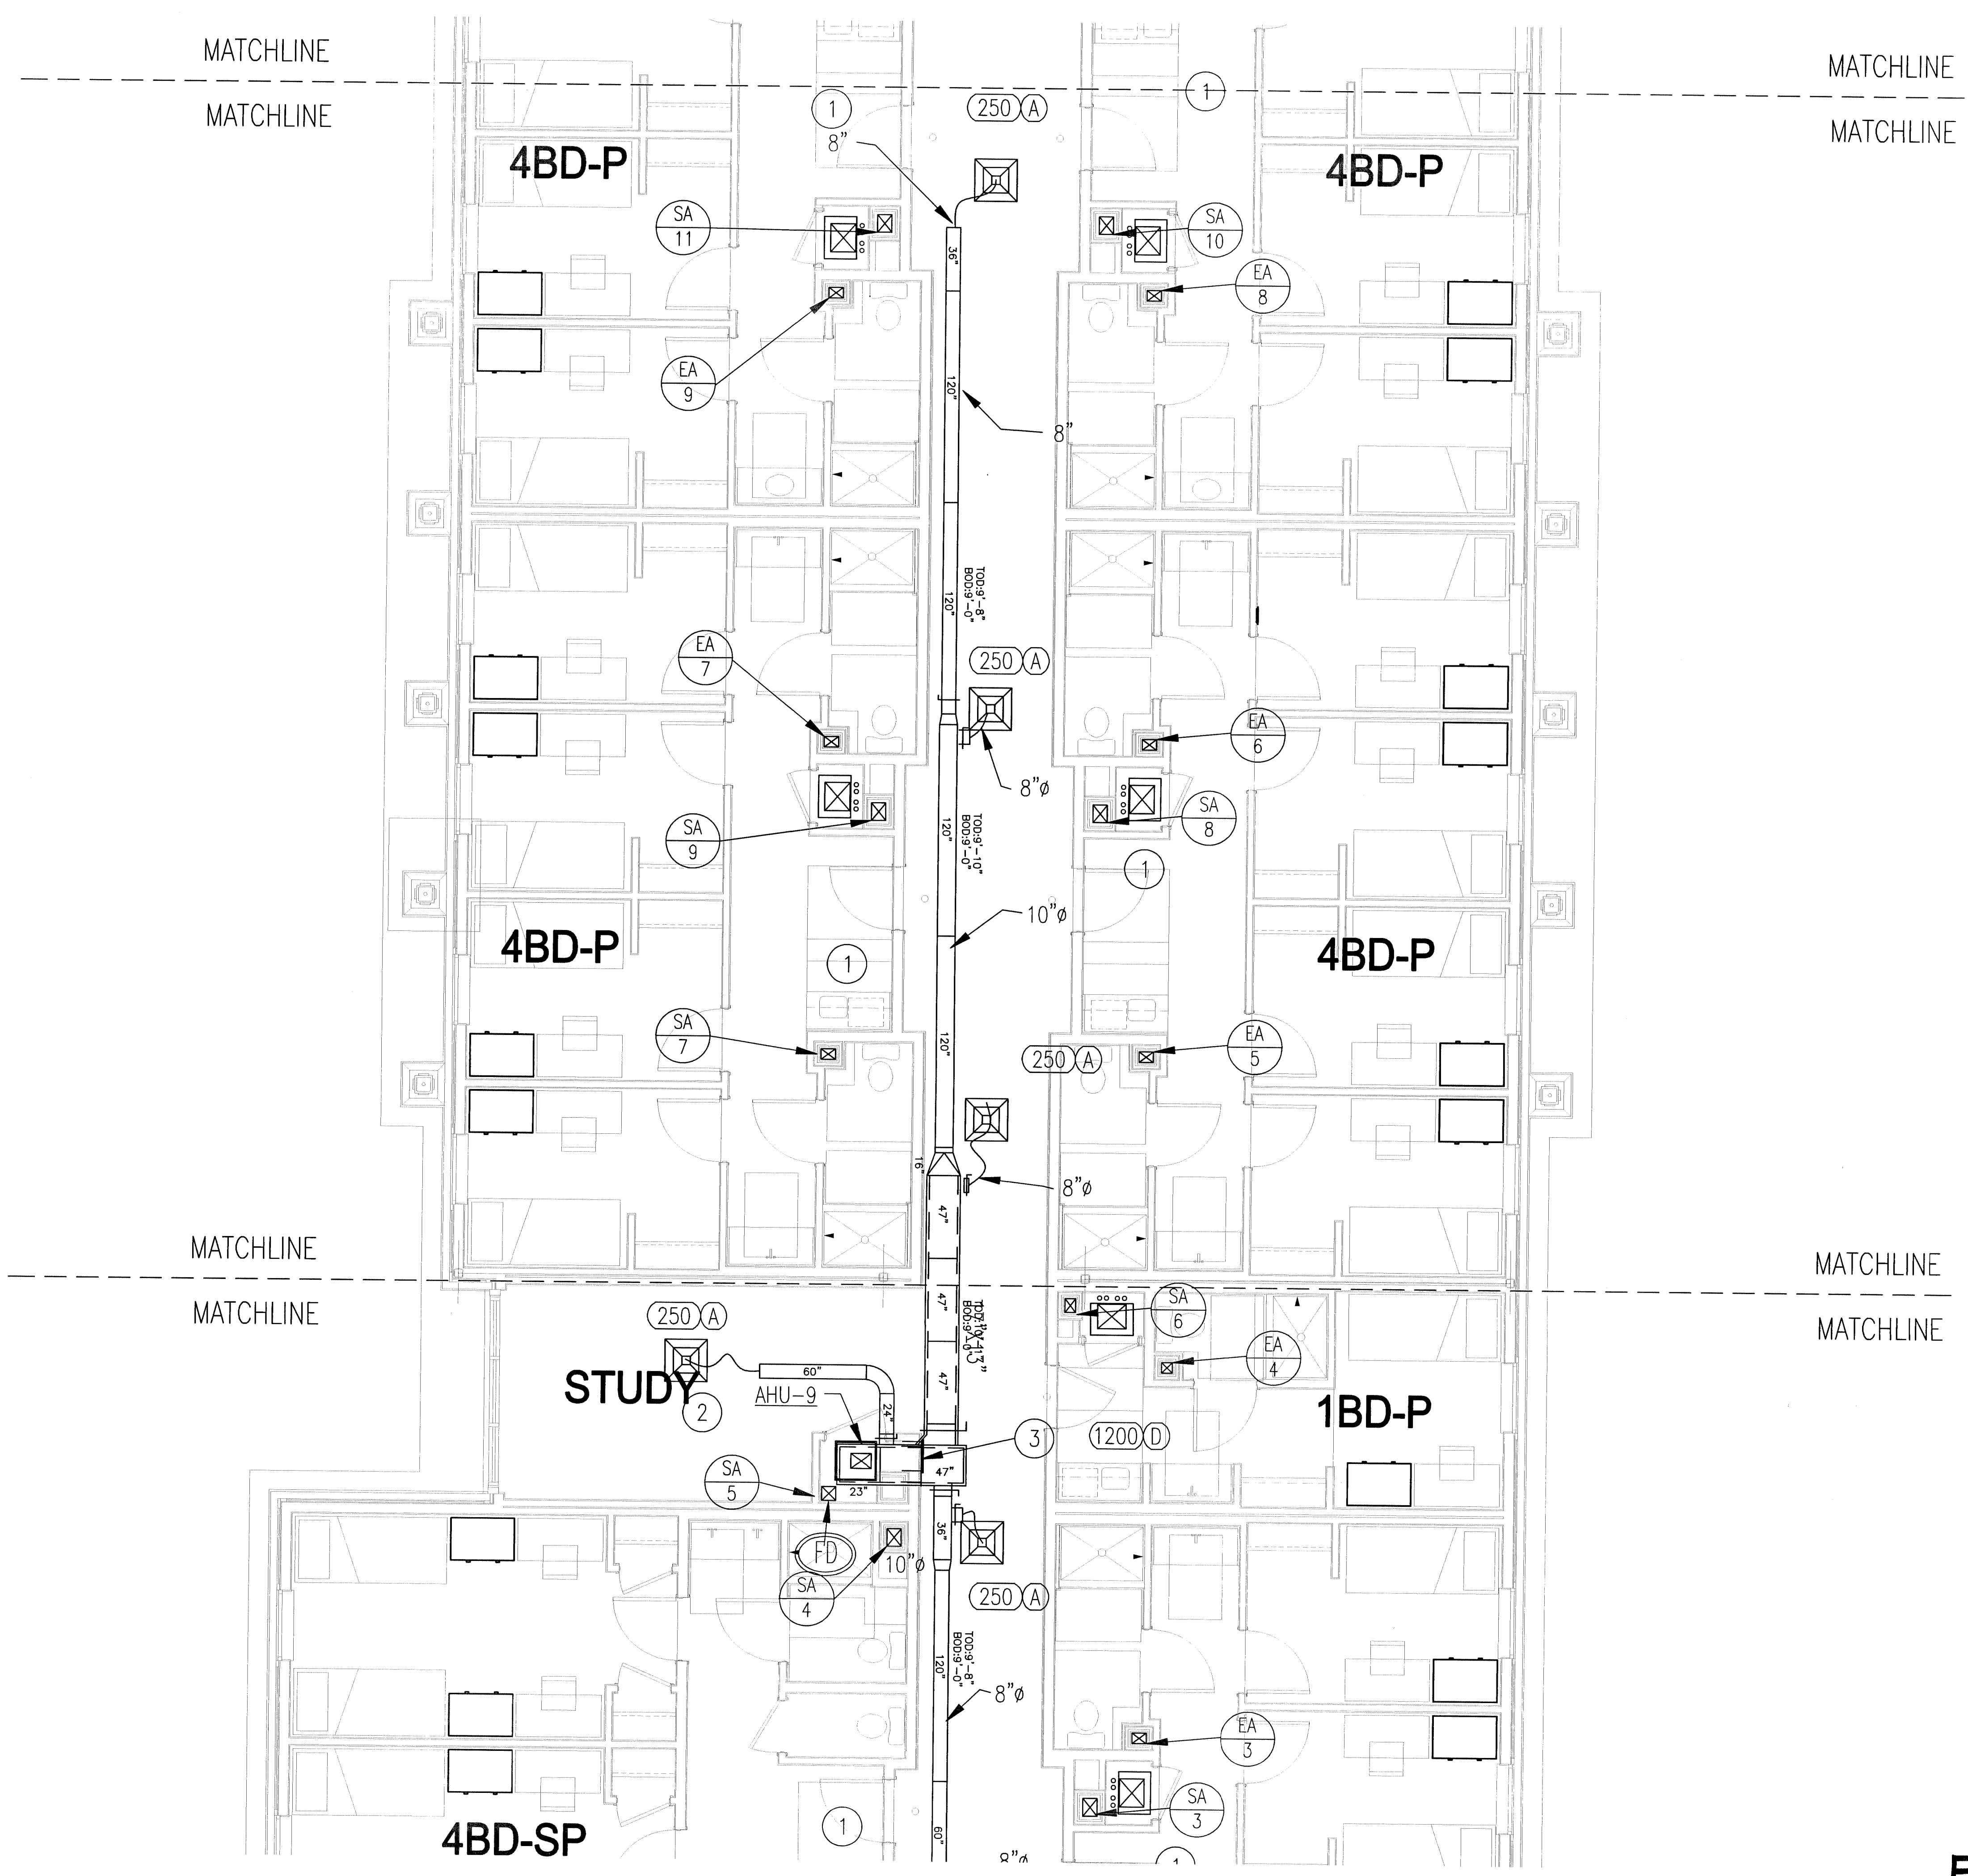 MATCHLINE
MATCHLINE
MATCHLINE
MATCHLINE
1
8"
250 A
1
4BD-P
4BD-P
SA
11
SA
10
36"
EA
8
EA
9
120"
8"
120"
TOD:9'-8"
BOD:9'-0"
EA
7
250 A
EA
6
8"ø
SA
9
SA
8
120"
TOD:9'-10"
BOD:9'-0"
1
10"ø
4BD-P
4BD-P
1
SA
7
120"
250 A
EA
5
16"
8"ø
47"
MATCHLINE
MATCHLINE
MATCHLINE
MATCHLINE
250 A
47"
SA
6
EA
4
60"
STUDY
AHU-9
2
24"
47"
1BD-P
3
1200 D
SA
5
23"
47"
FD
10"ø
36"
SA
4
250 A
120"
TOD:9'-8"
BOD:9'-0"
8"ø
EA
3
SA
3
4BD-SP
1
60"
8"ø
1